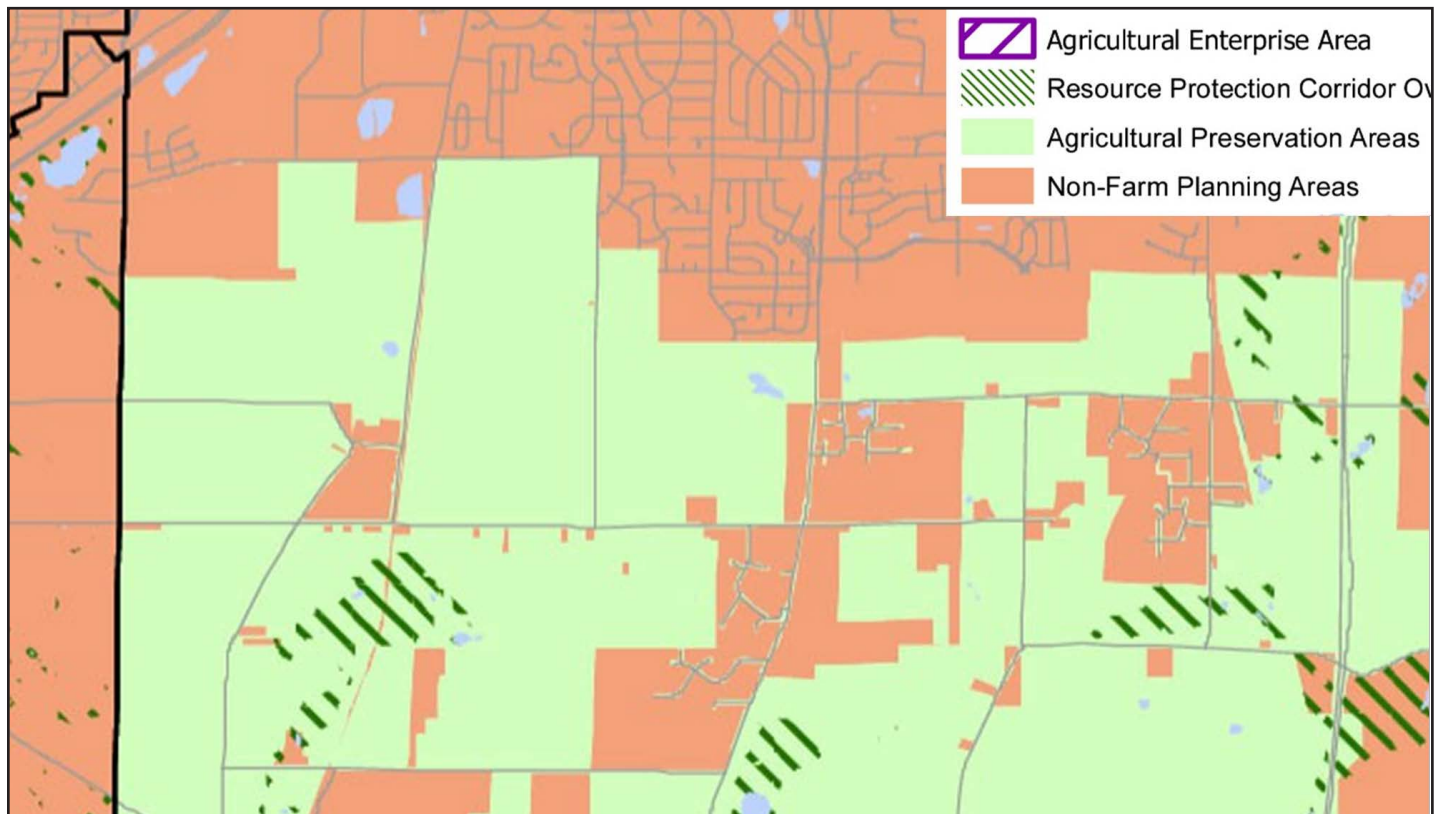 Agricultural Enterprise Area
Resource Protection Corridor Ov
Agricultural Preservation Areas
Non-Farm Planning Areas